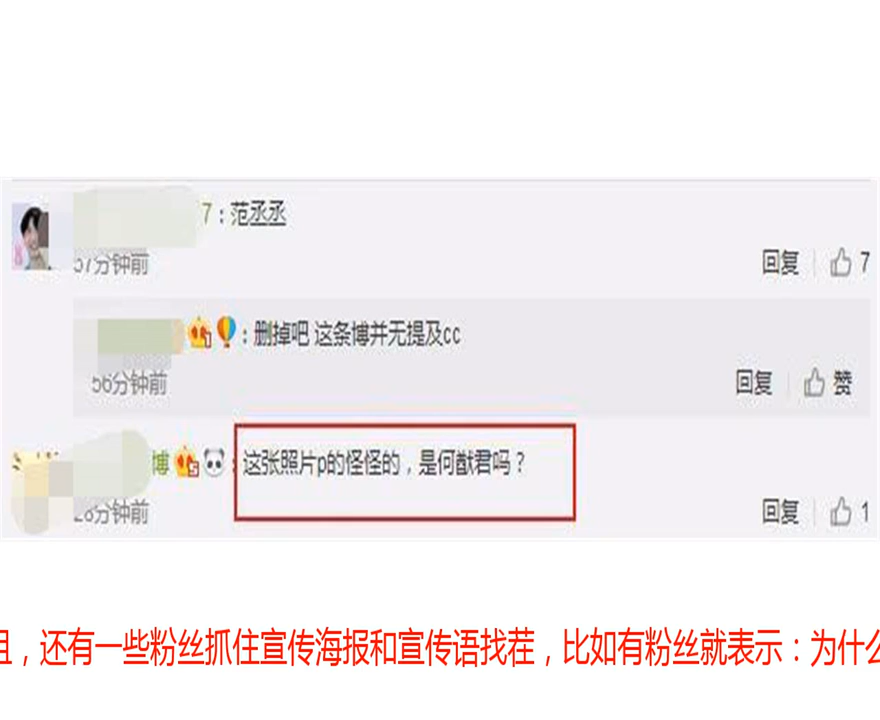 7：范丞丞
57分钟前
回复 7
：删掉吧 这条博并无提及cc
56分钟前
回复 赞
博：这张照片p的怪怪的，是何猷君吗？
28分钟前
回复 1
，还有一些粉丝抓住宣传海报和宣传语找茬，比如有粉丝就表示：为什么